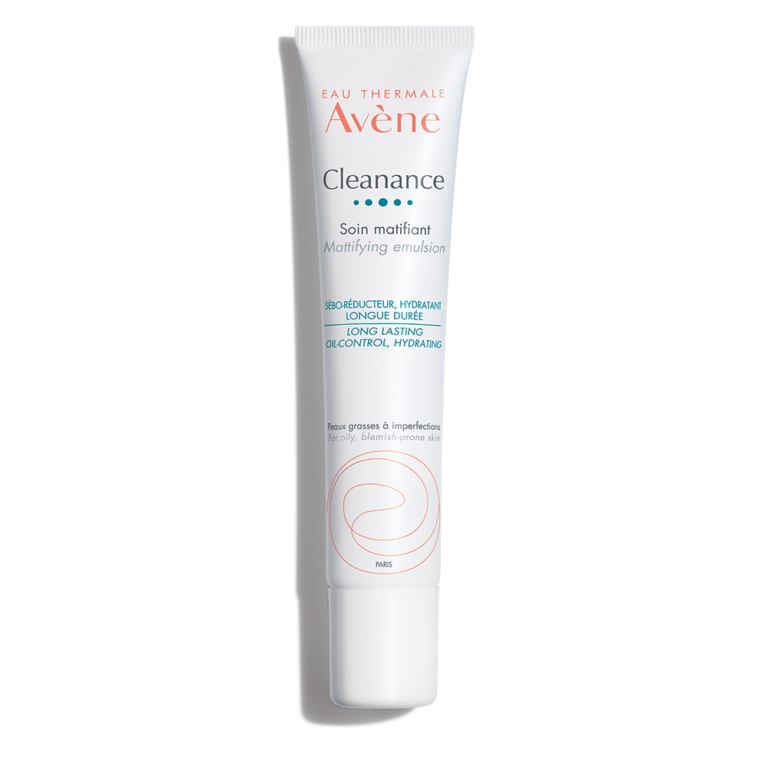 EAU THERMALE
Avène
Cleanance
Soin matifiant
Mattifying emulsion
SÉBO-RÉDUCTEUR, HYDRATANT
LONGUE DURÉE
LONG LASTING
OIL-CONTROL, HYDRATING
Peaux grasses à imperfections
For oily, blemish-prone skin
PARIS